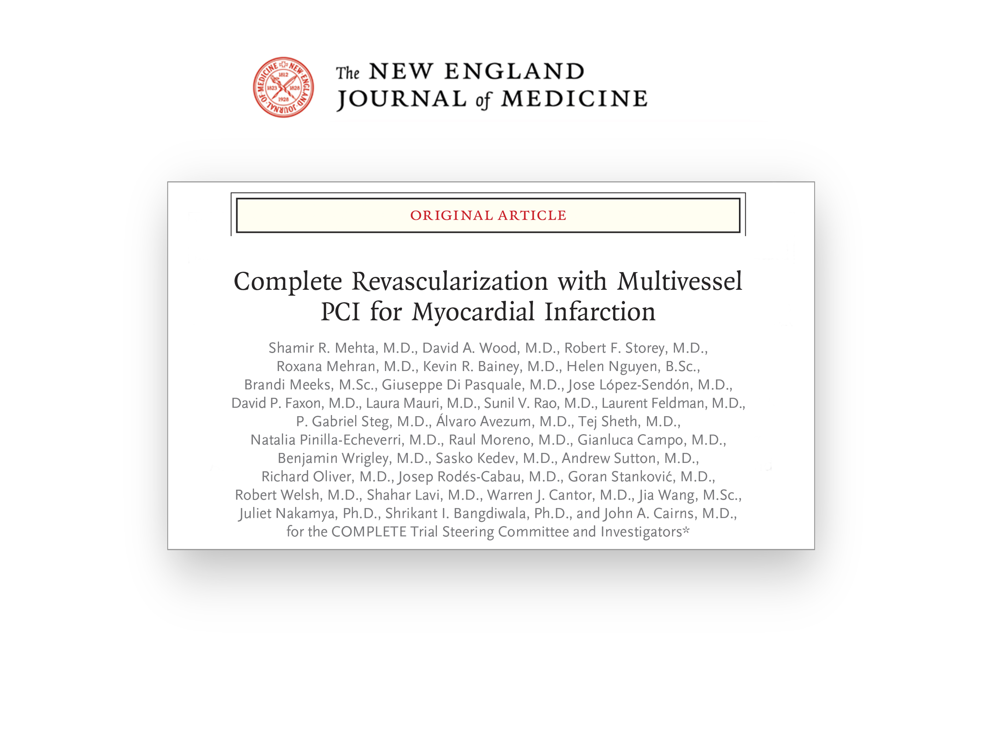 JOURNAL·OF·MEDICINE NEW·ENGLAND
1812
1823 1828
1928
The NEW ENGLAND
JOURNAL of MEDICINE
ORIGINAL ARTICLE
Complete Revascularization with Multivessel
PCI for Myocardial Infarction
Shamir R. Mehta, M.D., David A. Wood, M.D., Robert F. Storey, M.D.,
Roxana Mehran, M.D., Kevin R. Bainey, M.D., Helen Nguyen, B.Sc.,
Brandi Meeks, M.Sc., Giuseppe Di Pasquale, M.D., Jose López-Sendón, M.D.,
David P. Faxon, M.D., Laura Mauri, M.D., Sunil V. Rao, M.D., Laurent Feldman, M.D.,
P. Gabriel Steg, M.D., Álvaro Avezum, M.D., Tej Sheth, M.D.,
Natalia Pinilla-Echeverri, M.D., Raul Moreno, M.D., Gianluca Campo, M.D.,
Benjamin Wrigley, M.D., Sasko Kedev, M.D., Andrew Sutton, M.D.,
Richard Oliver, M.D., Josep Rodés-Cabau, M.D., Goran Stanković, M.D.,
Robert Welsh, M.D., Shahar Lavi, M.D., Warren J. Cantor, M.D., Jia Wang, M.Sc.,
Juliet Nakamya, Ph.D., Shrikant I. Bangdiwala, Ph.D., and John A. Cairns, M.D.,
for the COMPLETE Trial Steering Committee and Investigators*